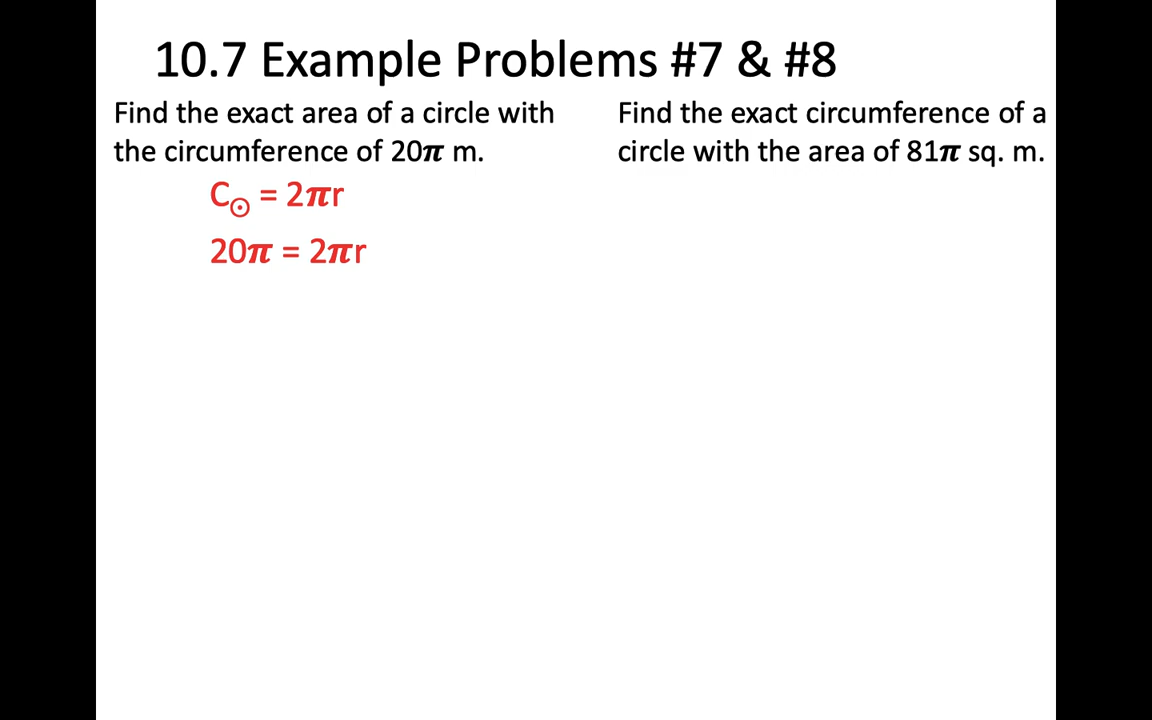 10.7 Example Problems #7 & #8
Find the exact area of a circle with
the circumference of 20π m.
C⊙ = 2πr
20π = 2πr
Find the exact circumference of a
circle with the area of 81π sq. m.